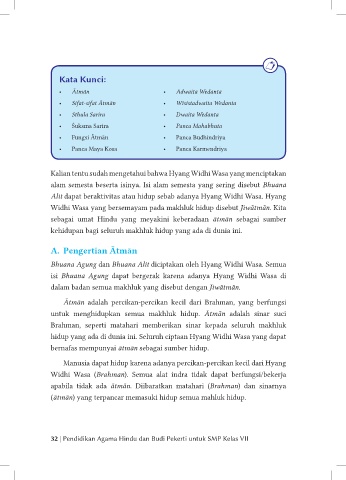 Kata Kunci:
• Ātmān
• Sifat-sifat Ātmān
• Sthula Sarira
• Suksma Sarira
• Fungsi Ātmān
• Panca Maya Kosa
• Adwaita Wedanta
• Wisistadwaita Wedanta
• Dwaita Wedanta
• Panca Mahabhuta
• Panca Budhindriya
• Panca Karmendriya
Kalian tentu sudah mengetahui bahwa Hyang Widhi Wasa yang menciptakan
alam semesta beserta isinya. Isi alam semesta yang sering disebut Bhuana
Alit dapat beraktivitas atau hidup sebab adanya Hyang Widhi Wasa. Hyang
Widhi Wasa yang bersemayam pada makhluk hidup disebut Jiwātmān. Kita
sebagai umat Hindu yang meyakini keberadaan ātmān sebagai sumber
kehidupan bagi seluruh makhluk hidup yang ada di dunia ini.
A. Pengertian Ātmān
Bhuana Agung dan Bhuana Alit diciptakan oleh Hyang Widhi Wasa. Semua
isi Bhuana Agung dapat bergerak karena adanya Hyang Widhi Wasa di
dalam badan semua makhluk yang disebut dengan Jiwātmān.
Ātmān adalah percikan-percikan kecil dari Brahman, yang berfungsi
untuk menghidupkan semua makhluk hidup. Ātmān adalah sinar suci
Brahman, seperti matahari memberikan sinar kepada seluruh makhluk
hidup yang ada di dunia ini. Seluruh ciptaan Hyang Widhi Wasa yang dapat
bernafas mempunyai ātmān sebagai sumber hidup.
Manusia dapat hidup karena adanya percikan-percikan kecil dari Hyang
Widhi Wasa (Brahman). Semua alat indra tidak dapat berfungsi/bekerja
apabila tidak ada ātmān. Diibaratkan matahari (Brahman) dan sinarnya
(ātmān) yang terpancar memasuki hidup semua mahluk hidup.
32 | Pendidikan Agama Hindu dan Budi Pekerti untuk SMP Kelas VII